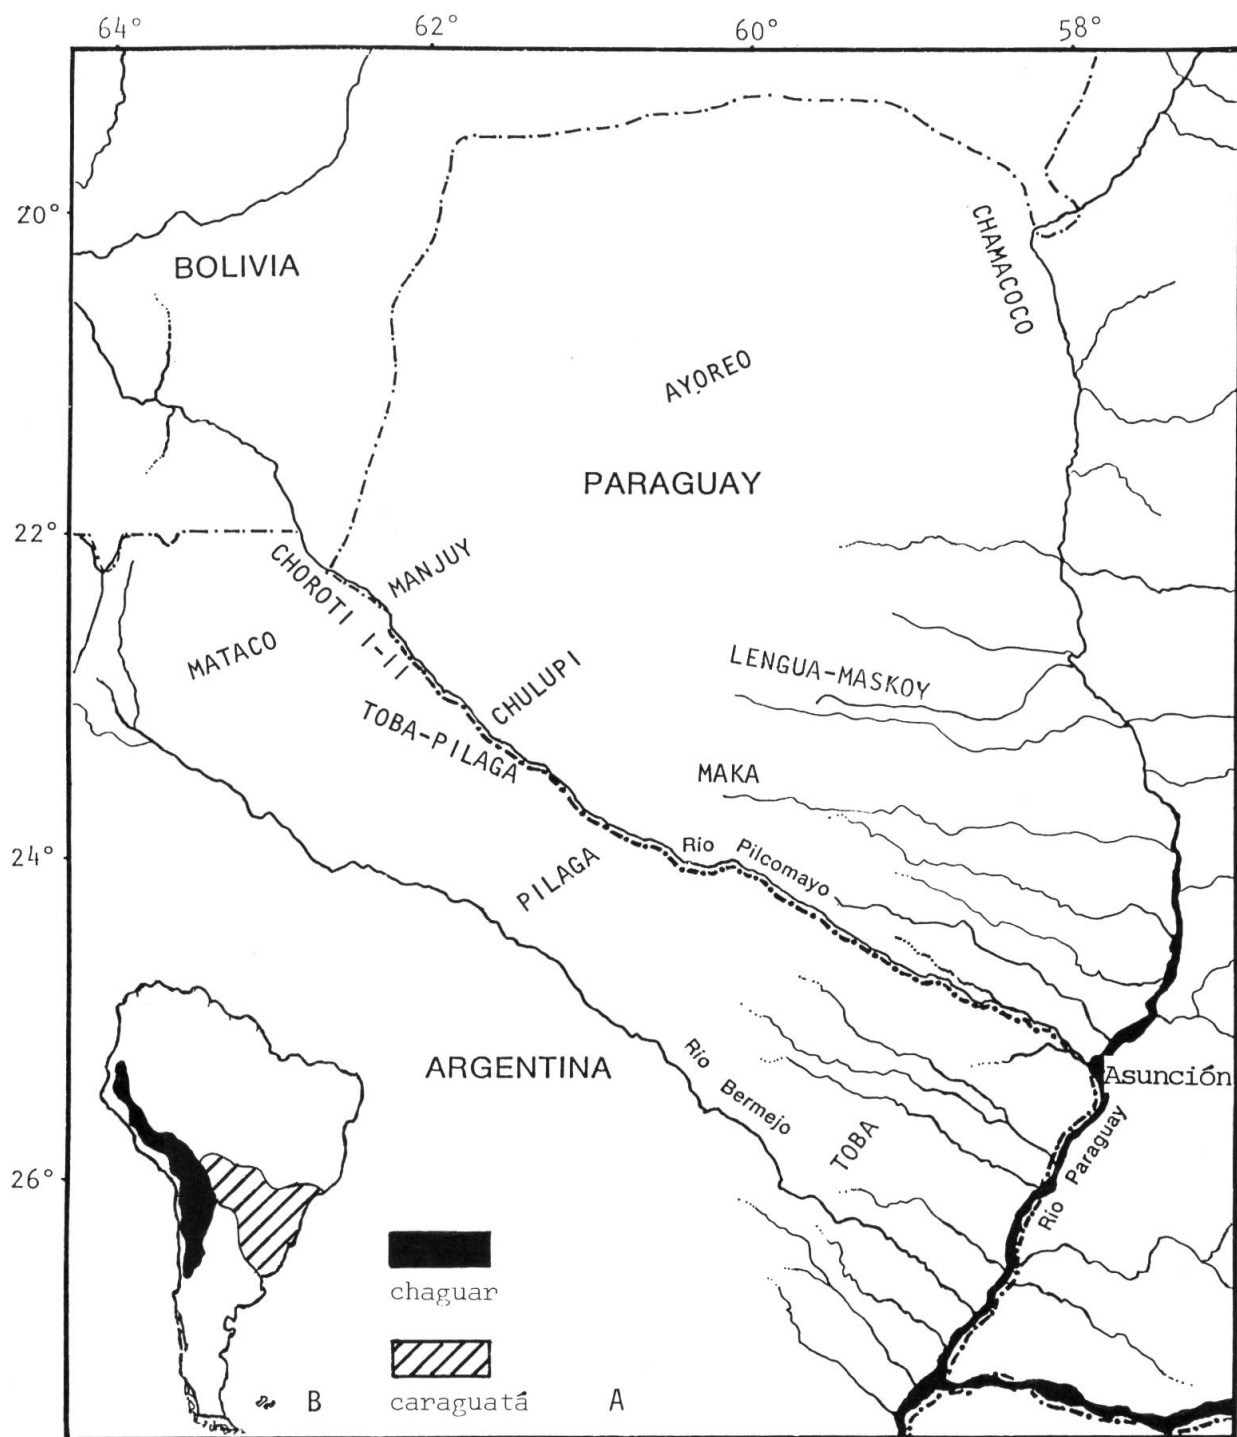 64° 62° 60° 58°
20°
CHAMACOCO
BOLIVIA
AYOREO
PARAGUAY
22°
CHOROTI I-II
MANJUY
MATACO
CHULUPI
LENGUA-MASKOY
TOBA-PILAGA
MAKA
24°
Rio Pilcomayo
PILAGA
ARGENTINA
Rio Bermejo
Asunción
TOBA
Rio Paraguay
26°
chaguar
caraguatá
B
A